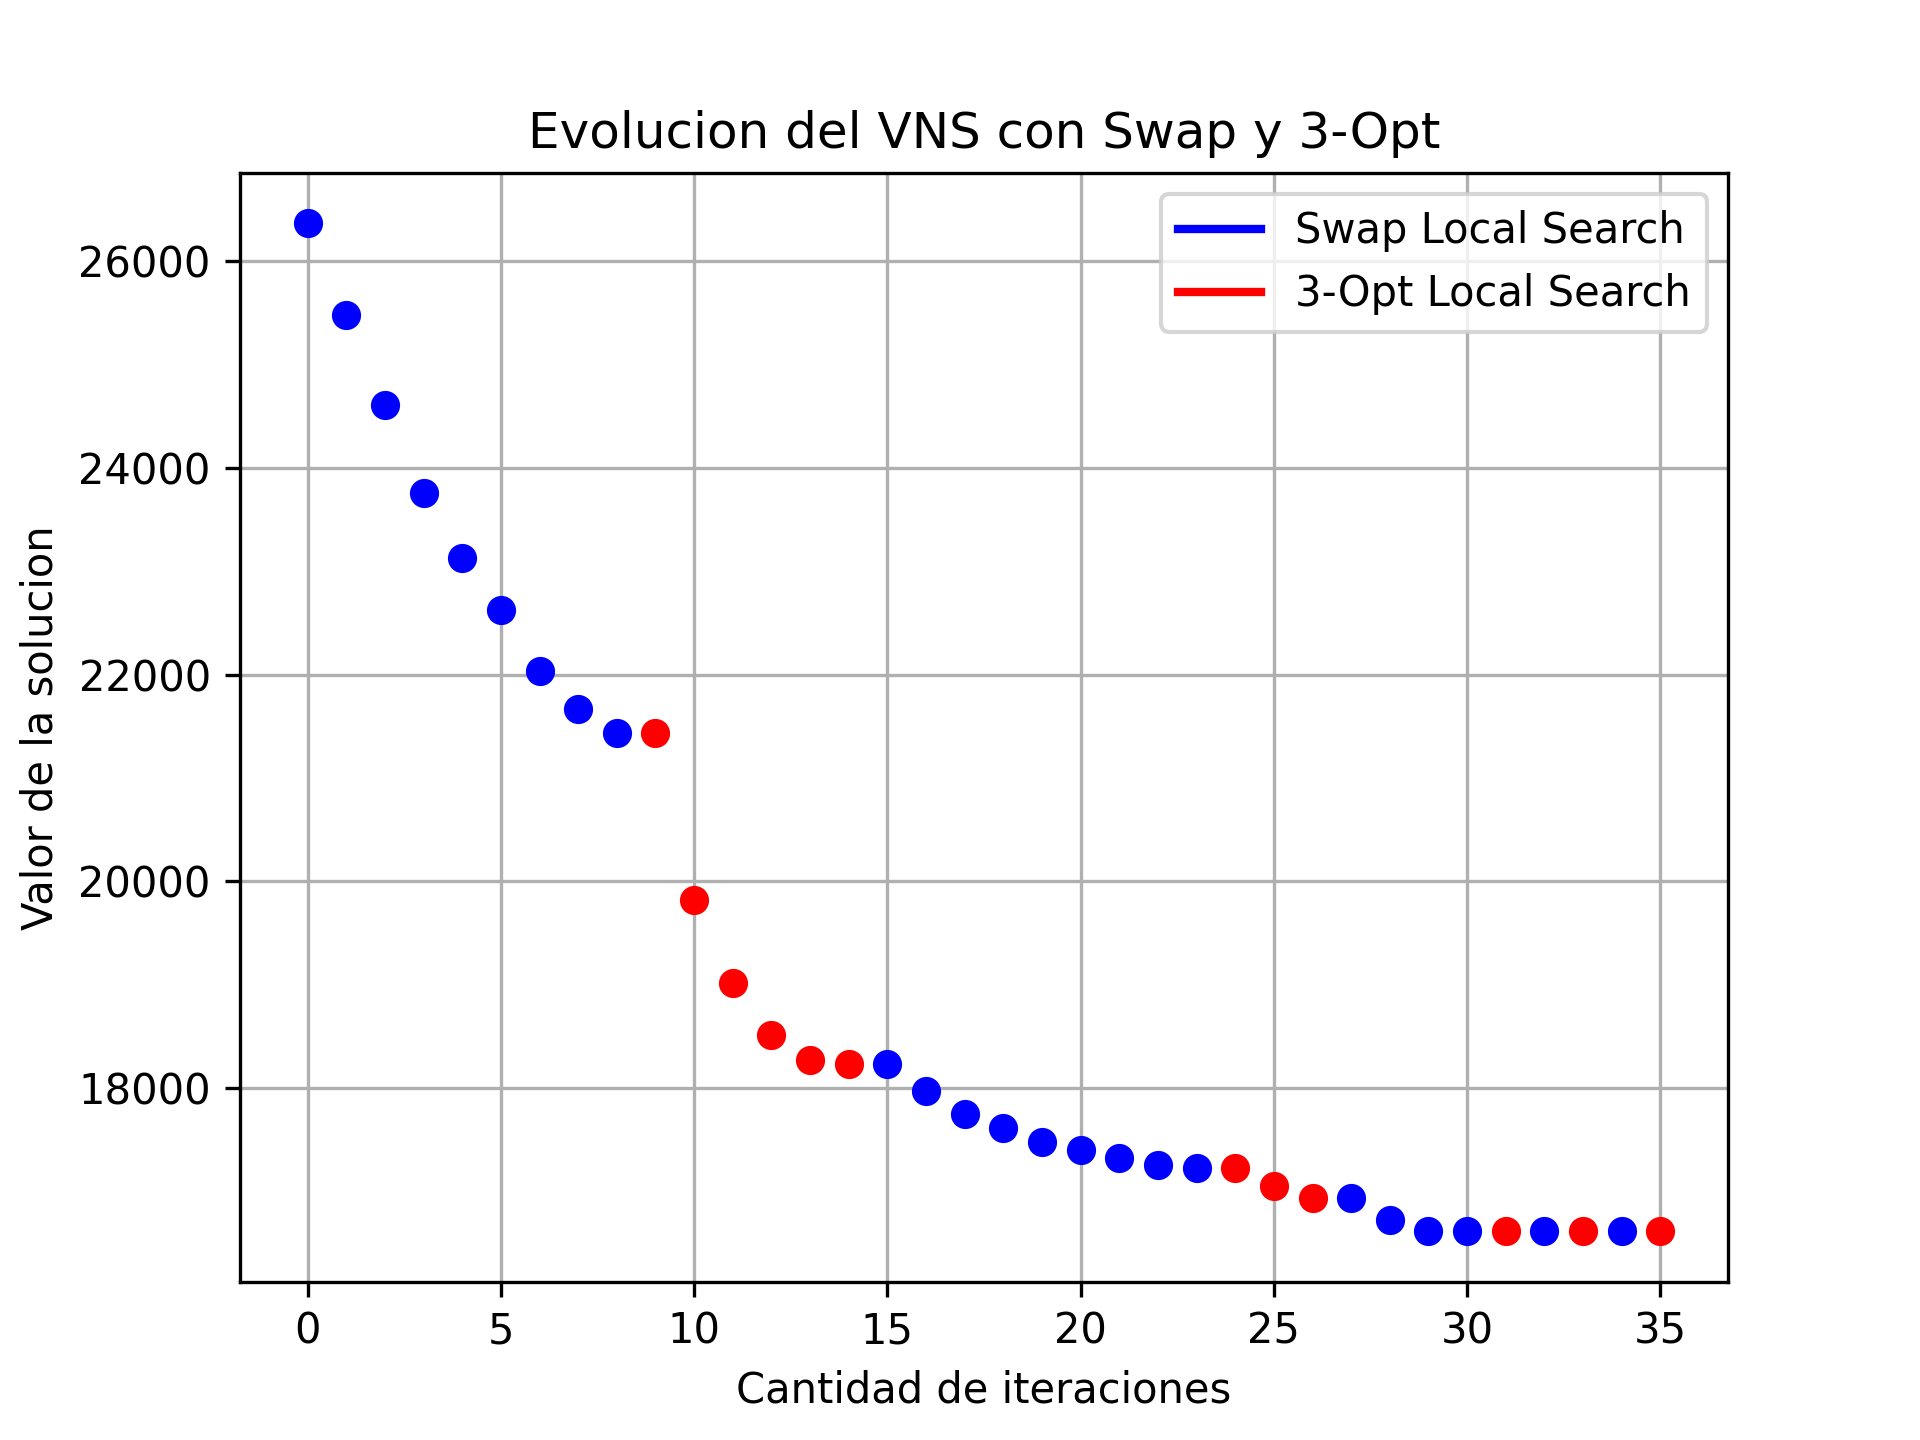 Evolucion del VNS con Swap y 3-Opt
Swap Local Search
3-Opt Local Search
Valor de la solucion
26000
24000
22000
20000
18000
0 5 10 15 20 25 30 35
Cantidad de iteraciones